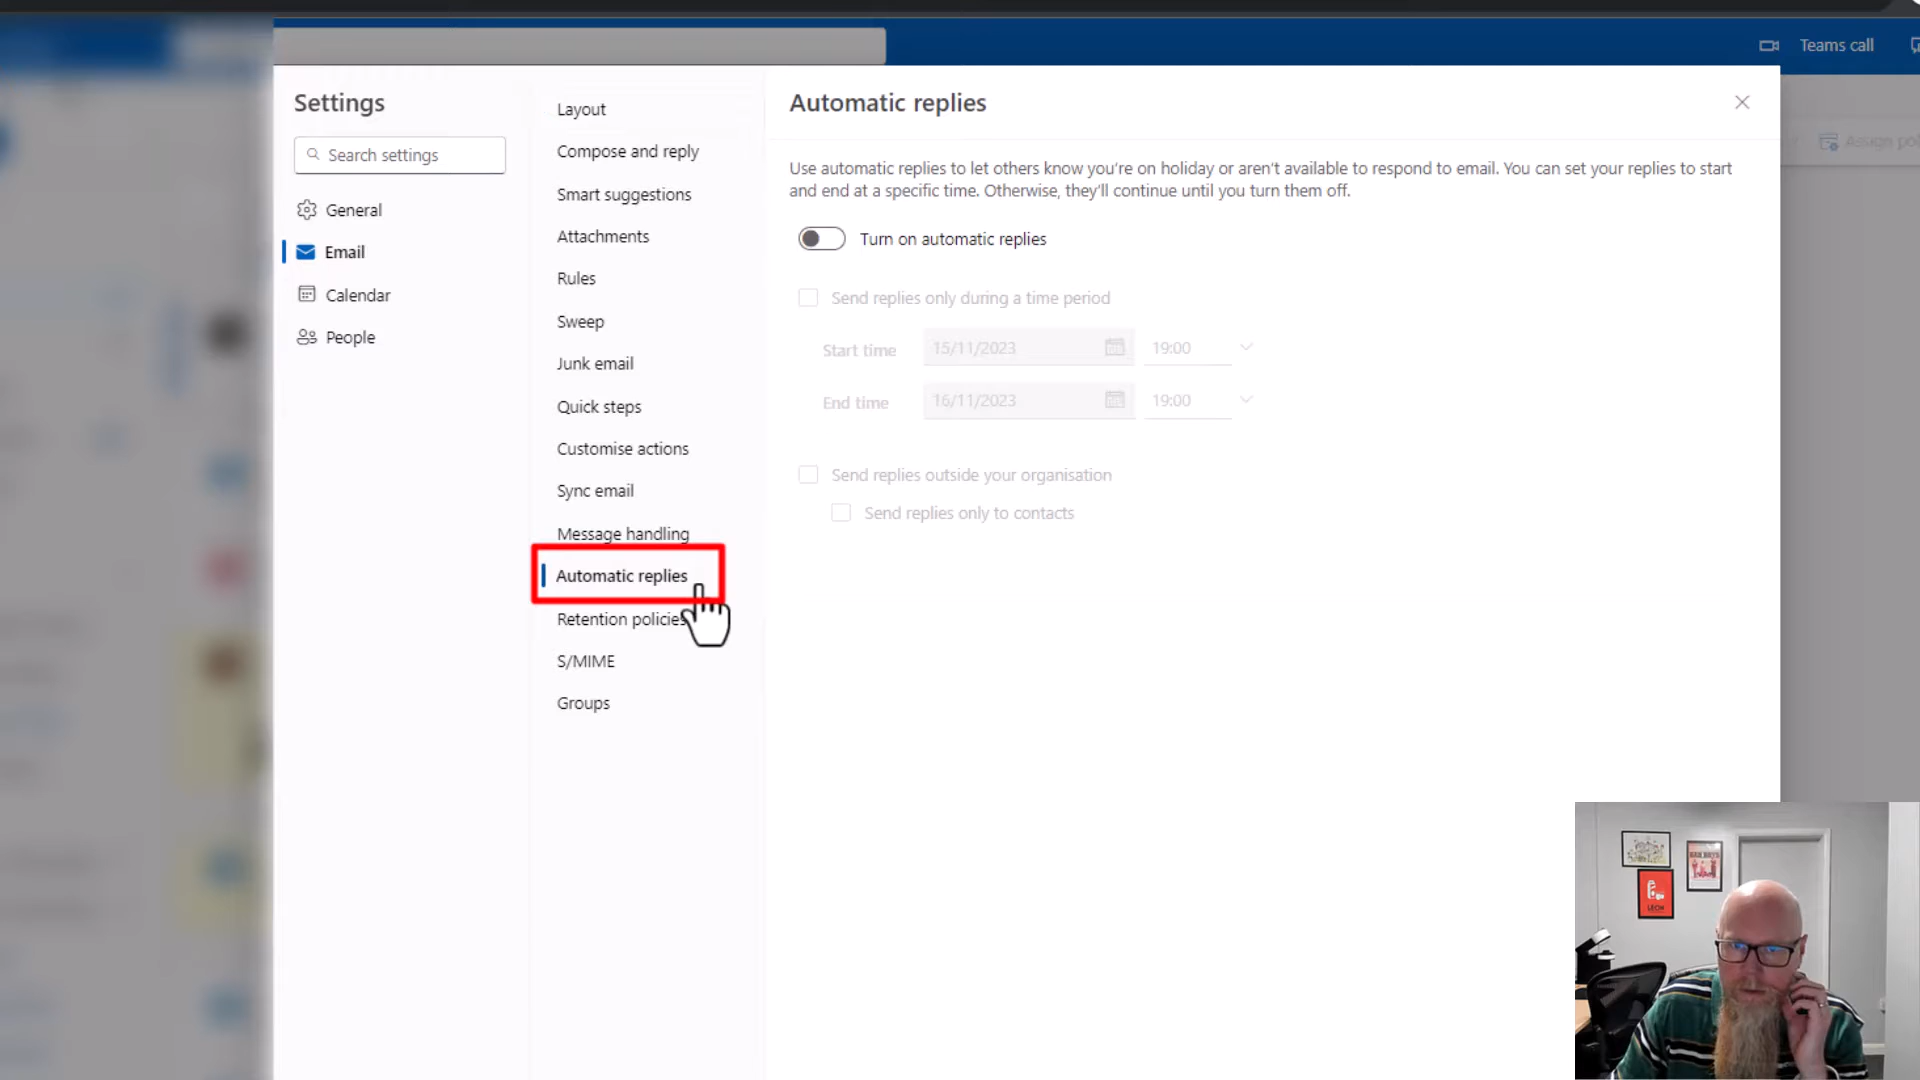 Teams call
Settings
Search settings
General
Email
Calendar
People
Layout
Compose and reply
Smart suggestions
Attachments
Rules
Sweep
Junk email
Quick steps
Customise actions
Sync email
Message handling
Automatic replies
Retention policies
S/MIME
Groups
Automatic replies
Use automatic replies to let others know you're on holiday or aren't available to respond to email. You can set your replies to start
and end at a specific time. Otherwise, they'll continue until you turn them off.
Turn on automatic replies
Send replies only during a time period
Start time 15/11/2023 19:00
End time 16/11/2023 19:00
Send replies outside your organisation
Send replies only to contacts
Assign
LEON